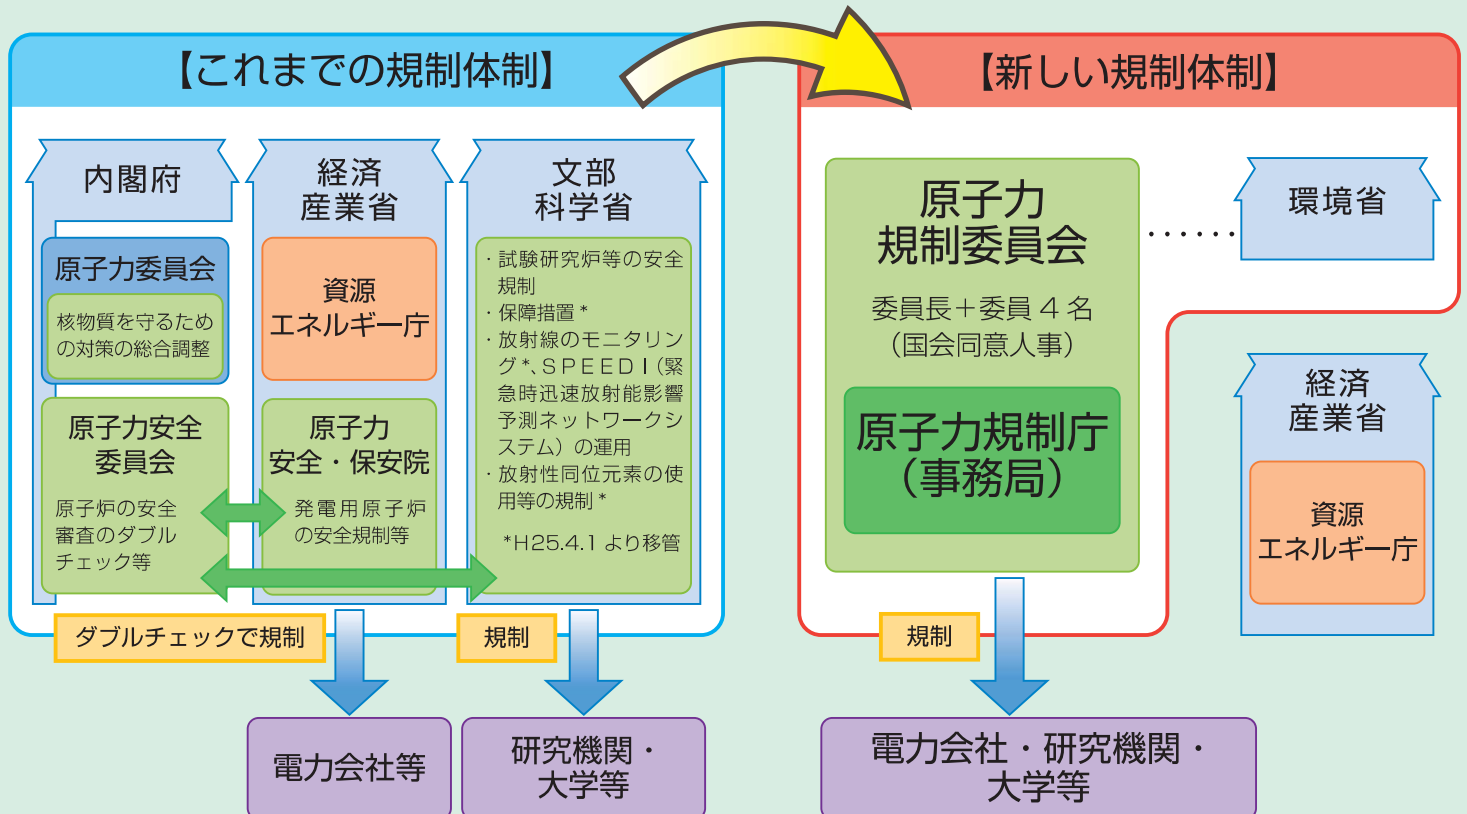 【これまでの規制体制】
内閣府
原子力委員会
核物質を守るため
の対策の総合調整
原子力安全
委員会
原子炉の安全
審査のダブル
チェック等
経済
産業省
資源
エネルギー庁
原子力
安全・保安院
発電用原子炉
の安全規制等
文部
科学省
・試験研究炉等の安全
規制
・保障措置*
・放射線のモニタリン
グ*、ＳＰＥＥＤＩ（緊
急時迅速放射能影響
予測ネットワークシ
ステム）の運用
・放射性同位元素の使
用等の規制*
*H25.4.1 より移管
ダブルチェックで規制
規制
電力会社等
研究機関・
大学等
【新しい規制体制】
原子力
規制委員会
委員長＋委員 4 名
（国会同意人事）
原子力規制庁
（事務局）
環境省
経済
産業省
資源
エネルギー庁
規制
電力会社・研究機関・
大学等